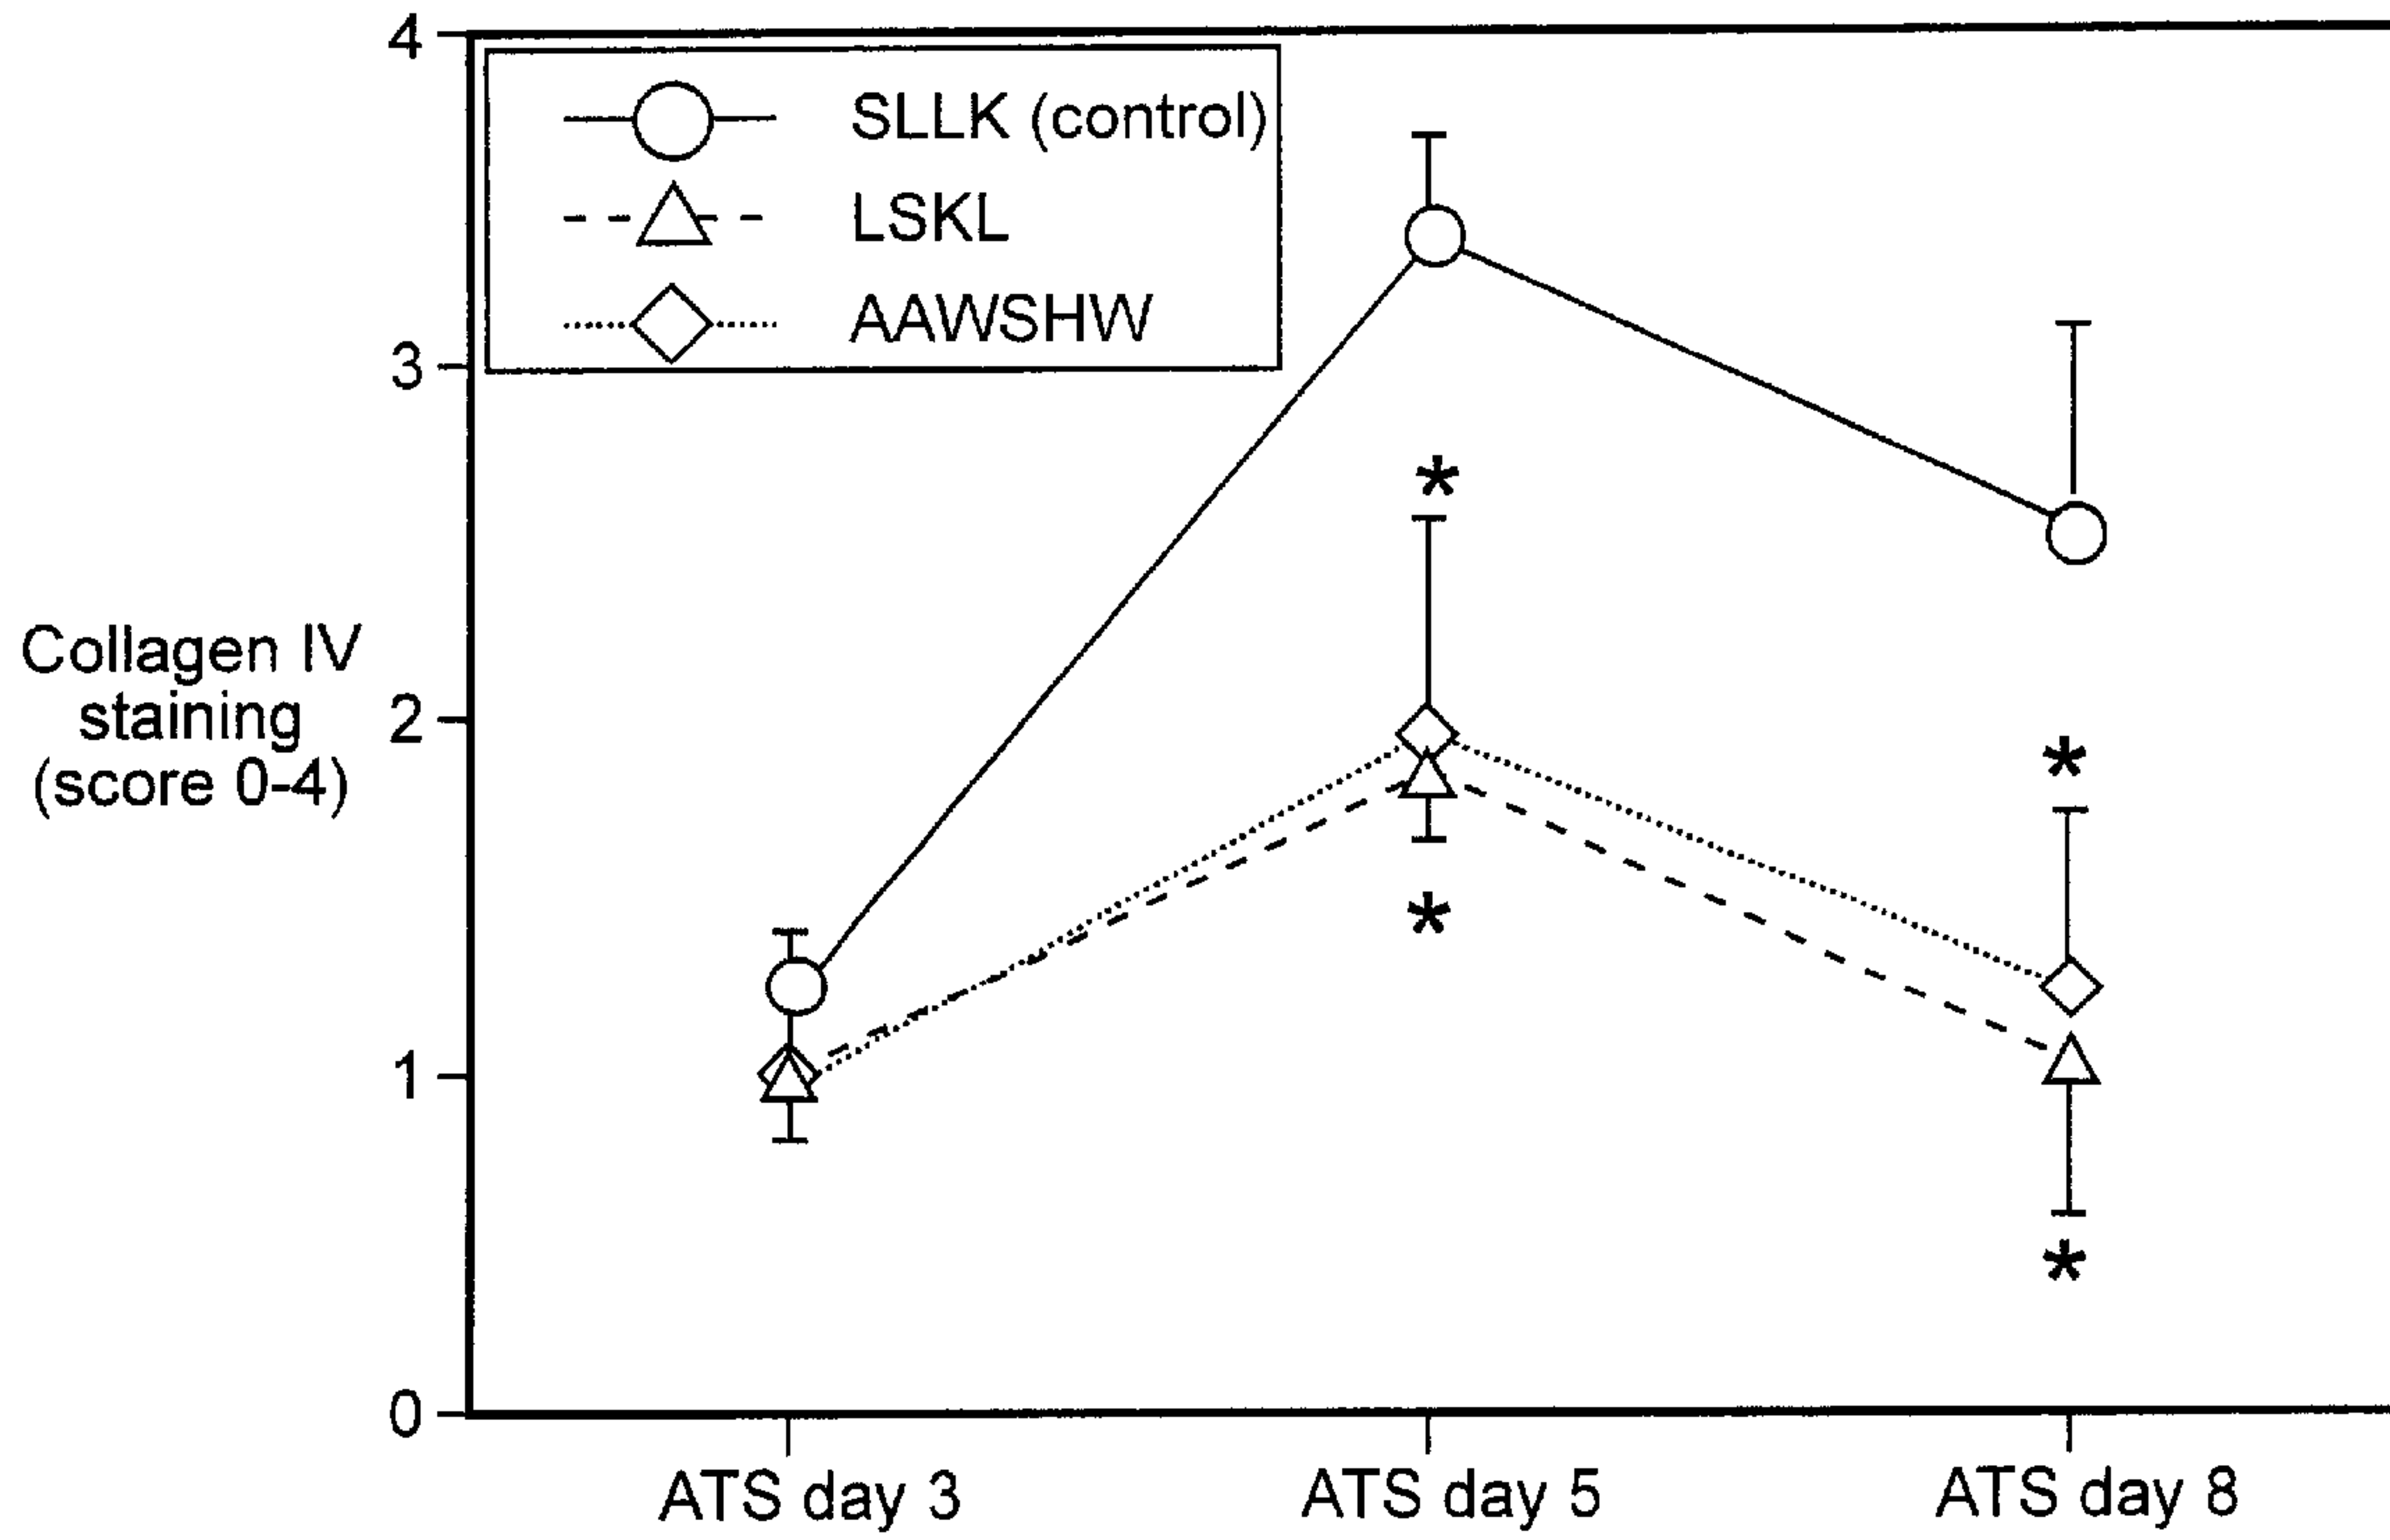 4
SLLK (control)
LSKL
AAWSHW
3
Collagen IV
staining
(score 0-4)
2
*
*
*
1
*
0
ATS day 3
ATS day 5
ATS day 8